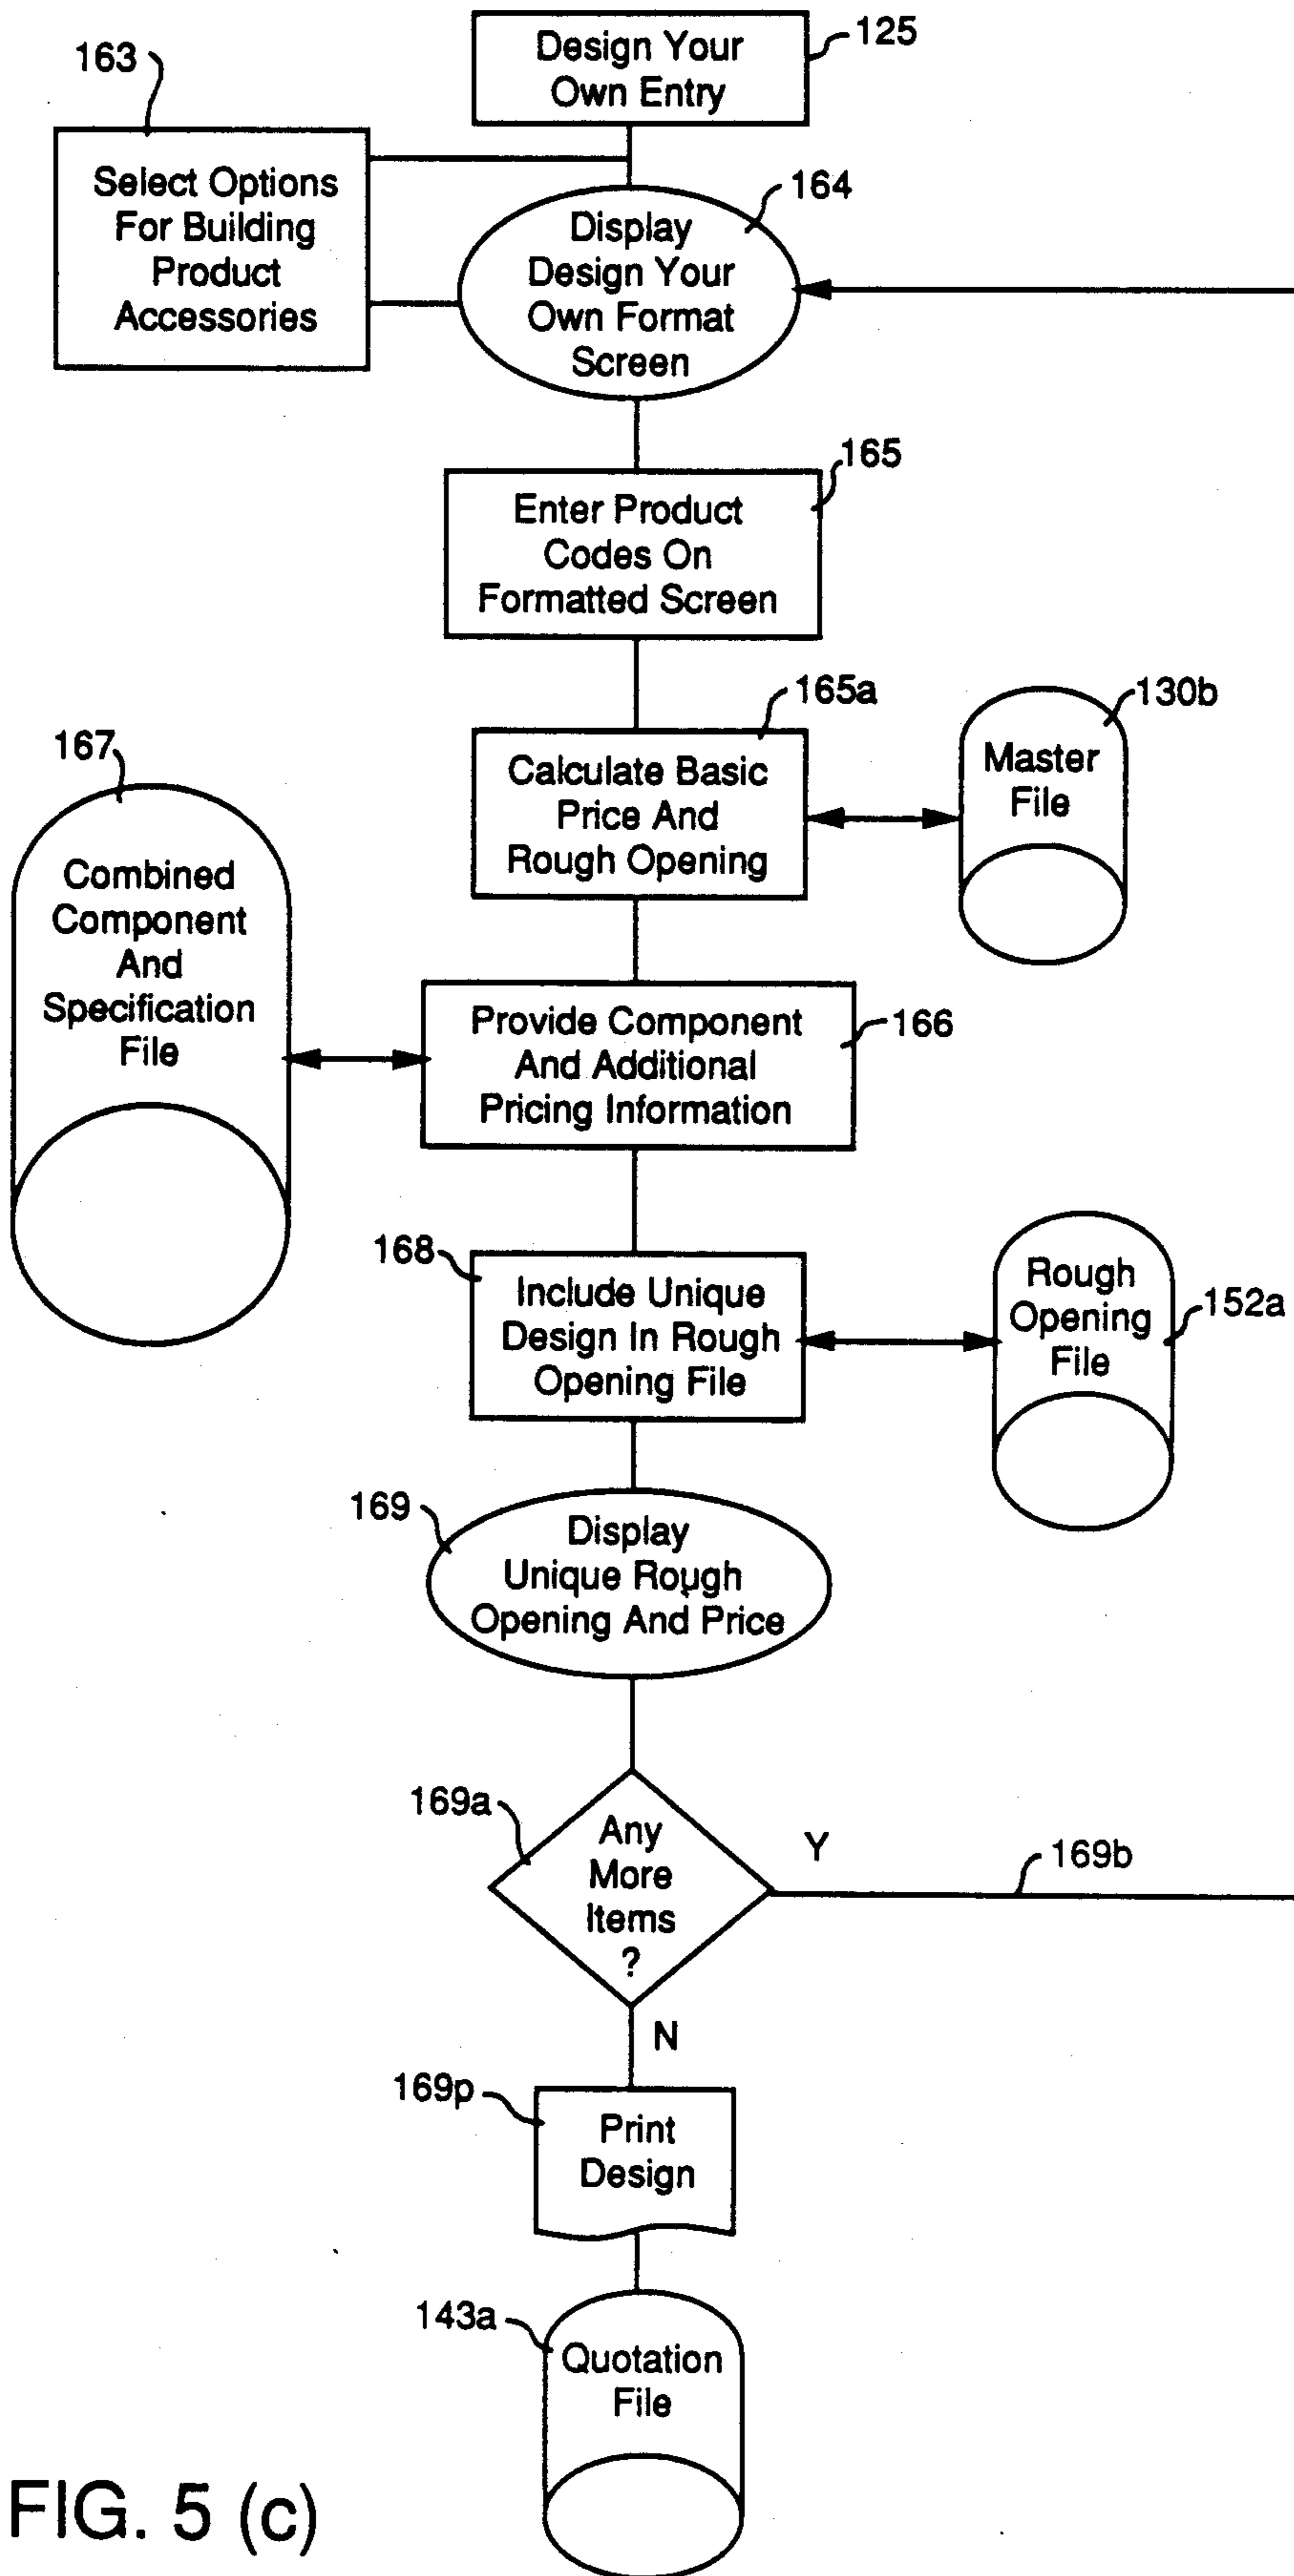 Design Your
Own Entry
125
163
Select Options
For Building
Product
Accessories
164
Display
Design Your
Own Format
Screen
165
Enter Product
Codes On
Formatted Screen
165a
Calculate Basic
Price And
Rough Opening
130b
Master
File
167
Combined
Component
And
Specification
File
Provide Component
And Additional
Pricing Information
166
168
Include Unique
Design In Rough
Opening File
Rough
Opening
File
152a
169
Display
Unique Rough
Opening And Price
169a
Any
More
Items
?
Y
169b
N
169p
Print
Design
143a
Quotation
File
FIG. 5 (c)